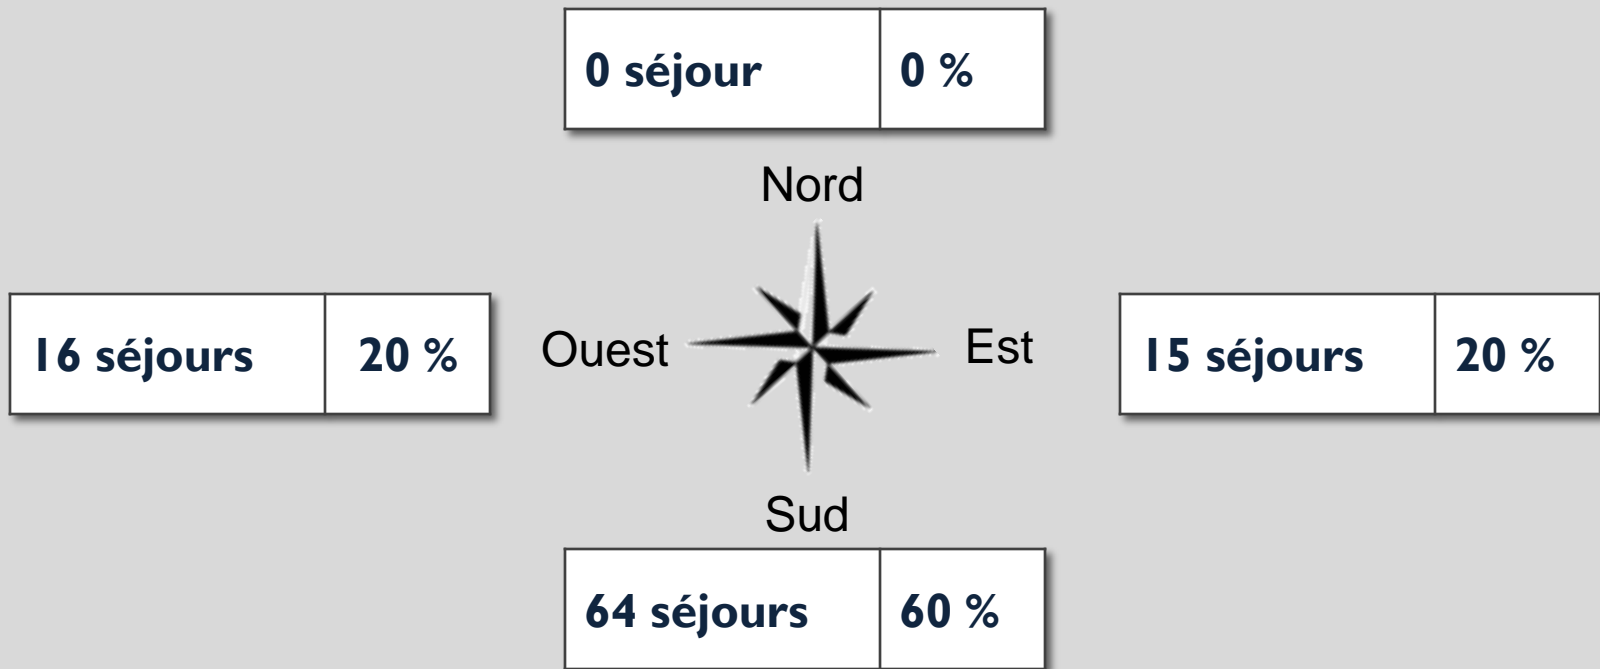 0 séjour 0 %
Nord
16 séjours 20 % Ouest Est 15 séjours 20 %
Sud
64 séjours 60 %